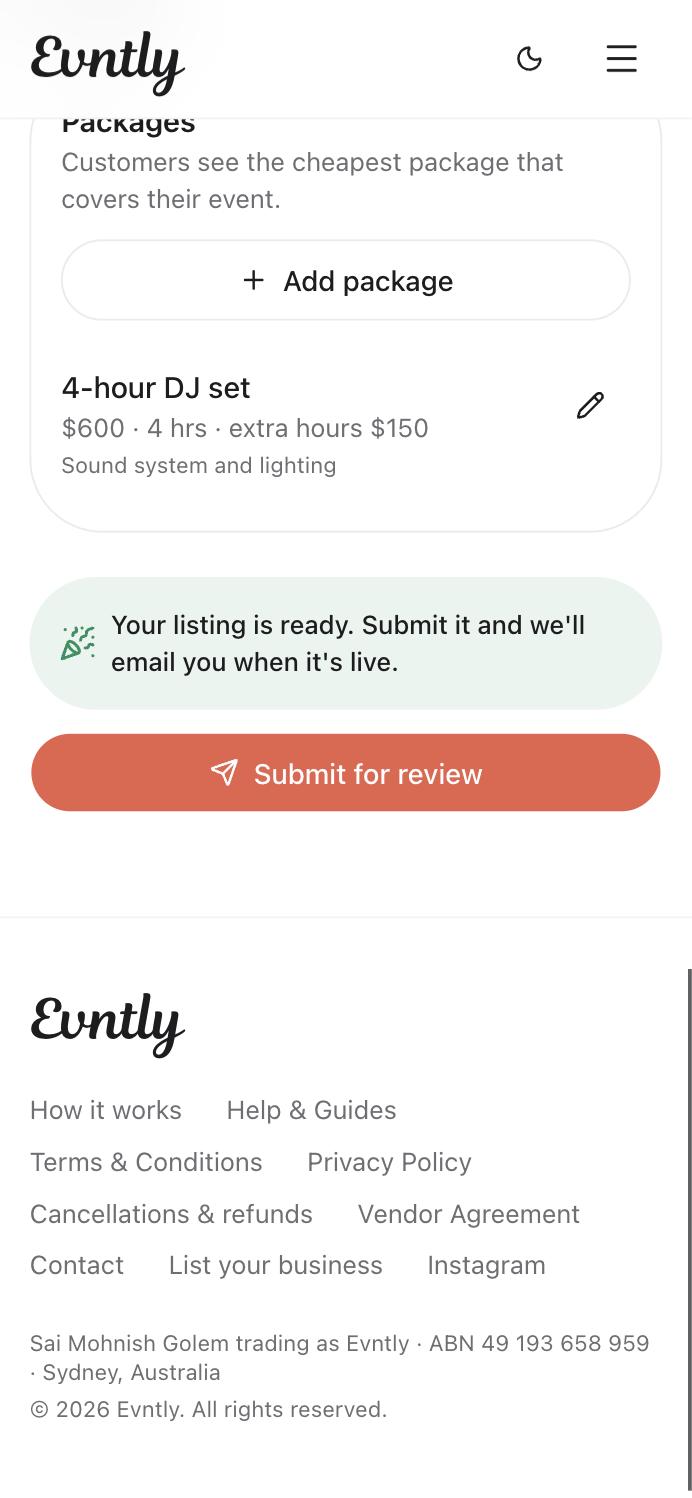 Evntly
Packages
Customers see the cheapest package that
covers their event.
+ Add package
4-hour DJ set
$600 · 4 hrs · extra hours $150
Sound system and lighting
Your listing is ready. Submit it and we'll
email you when it's live.
Submit for review
Evntly
How it works Help & Guides
Terms & Conditions Privacy Policy
Cancellations & refunds Vendor Agreement
Contact List your business Instagram
Sai Mohnish Golem trading as Evntly · ABN 49 193 658 959
· Sydney, Australia
© 2026 Evntly. All rights reserved.